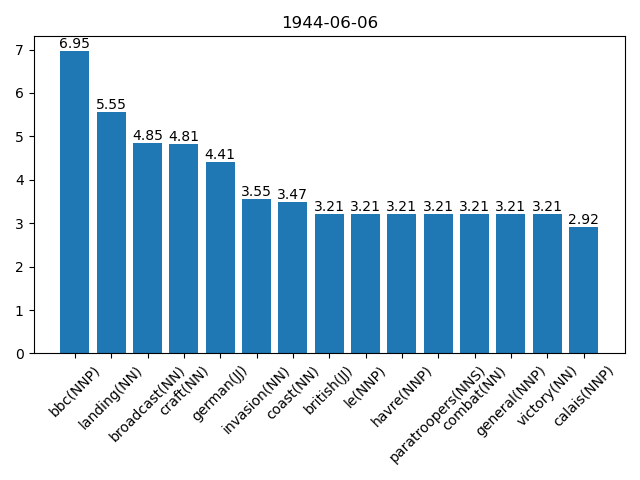 1944-06-06
7
6
5
4
3
2
1
0
6.95
5.55
4.85
4.81
4.41
3.55
3.47
3.21
3.21
3.21
3.21
3.21
3.21
3.21
2.92
bbc(NNP)
landing(NN)
broadcast(NN)
craft(NN)
german(JJ)
invasion(NN)
coast(NN)
british(JJ)
le(NNP)
havre(NNP)
paratroopers(NNS)
combat(NN)
general(NNP)
victory(NN)
calais(NNP)